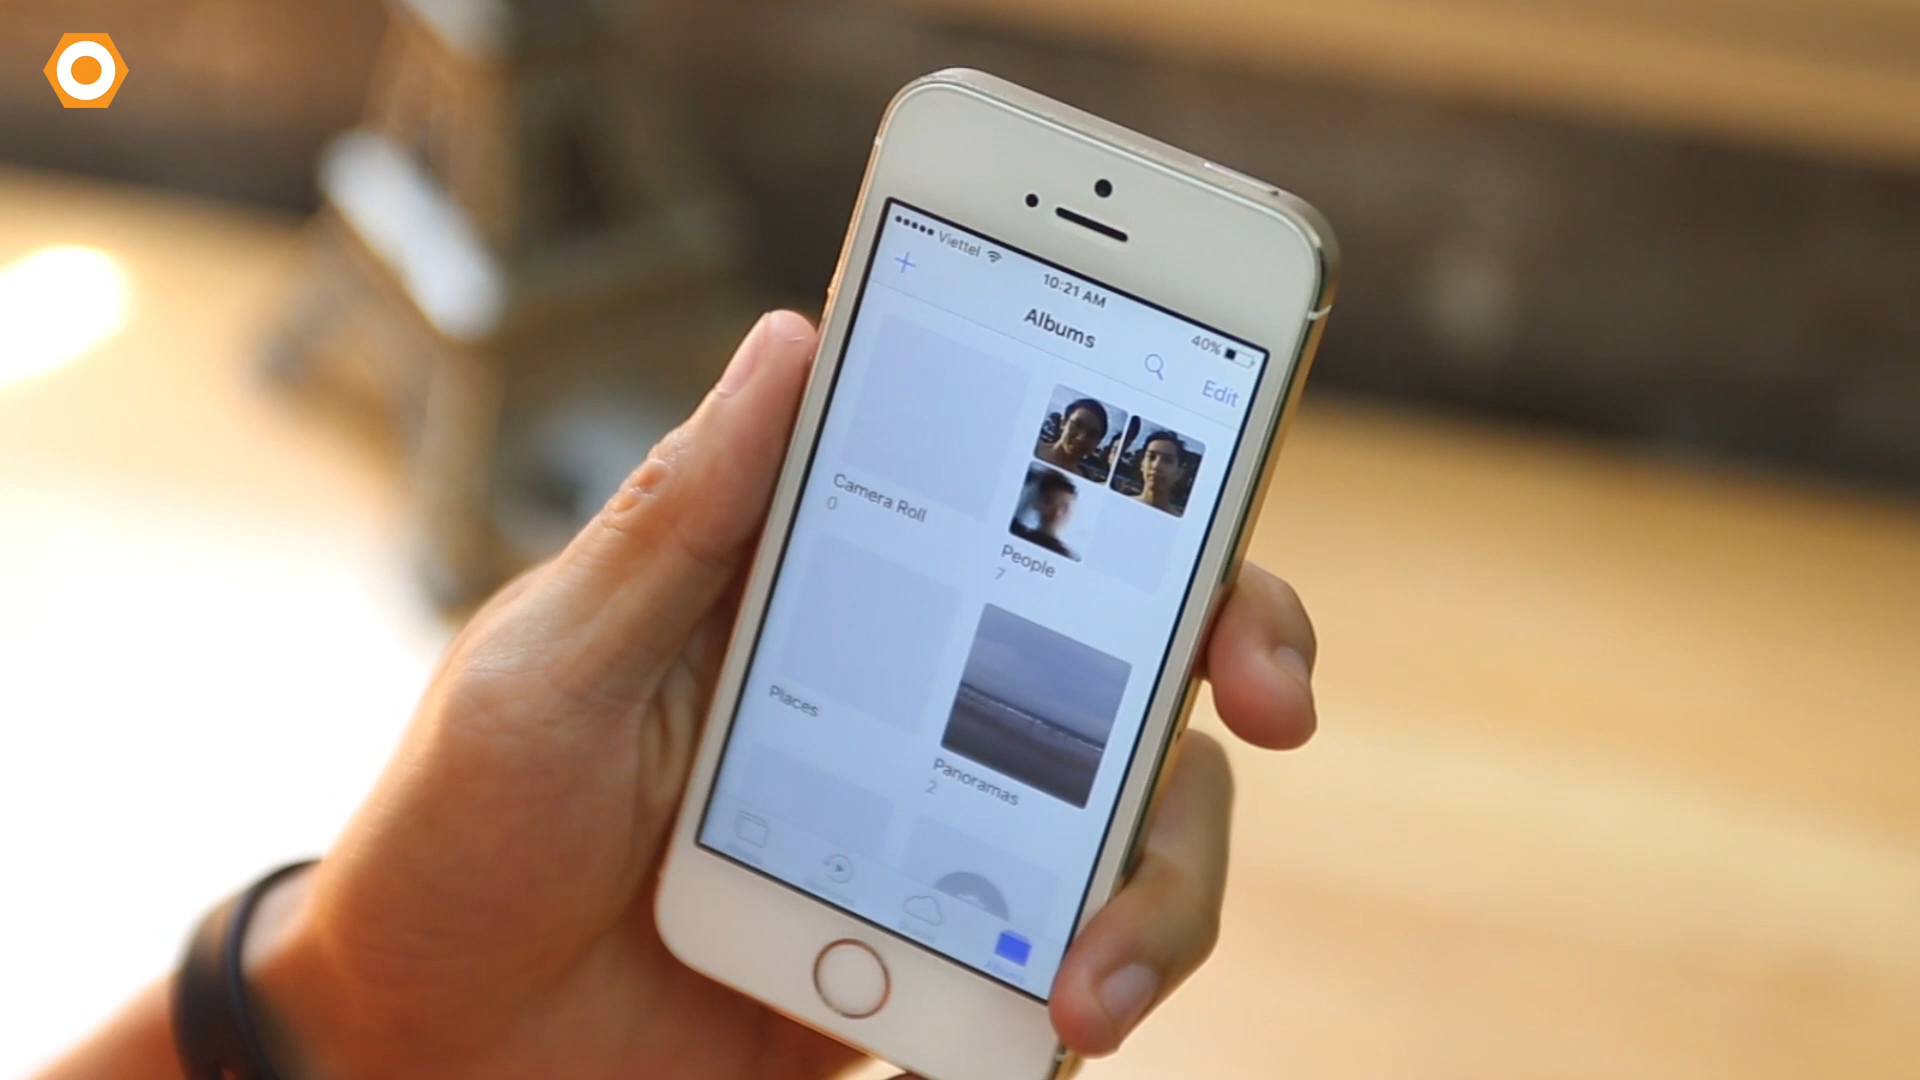 Viettel
10:21 AM
40%
Albums
Edit
Camera Roll
0
People
7
Places
Panoramas
2